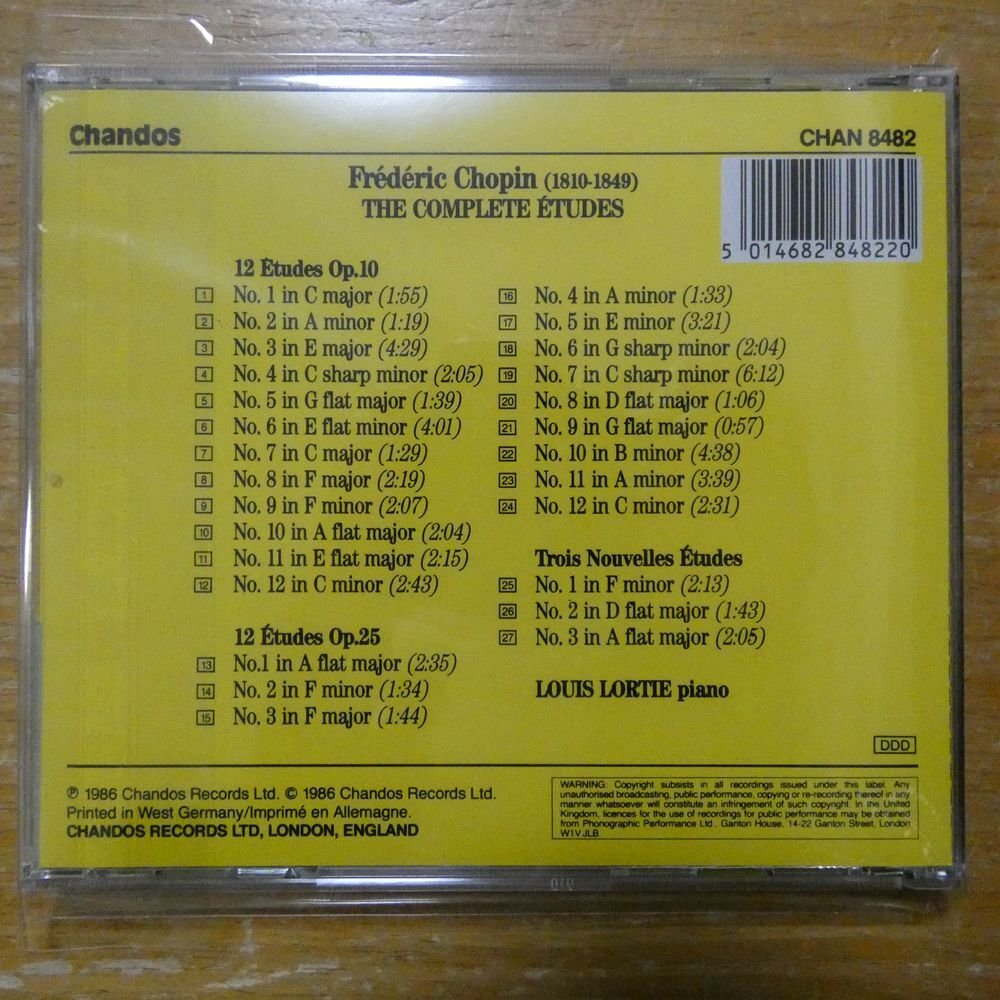 Chandos
CHAN 8482
Frédéric Chopin (1810-1849)
THE COMPLETE ÉTUDES
5 014682 848220
12 Études Op.10
1 No. 1 in C major (1:55)
2 No. 2 in A minor (1:19)
3 No. 3 in E major (4:29)
4 No. 4 in C sharp minor (2:05)
5 No. 5 in G flat major (1:39)
6 No. 6 in E flat minor (4:01)
7 No. 7 in C major (1:29)
8 No. 8 in F major (2:19)
9 No. 9 in F minor (2:07)
10 No. 10 in A flat major (2:04)
11 No. 11 in E flat major (2:15)
12 No. 12 in C minor (2:43)
12 Études Op.25
13 No.1 in A flat major (2:35)
14 No. 2 in F minor (1:34)
15 No. 3 in F major (1:44)
16 No. 4 in A minor (1:33)
17 No. 5 in E minor (3:21)
18 No. 6 in G sharp minor (2:04)
19 No. 7 in C sharp minor (6:12)
20 No. 8 in D flat major (1:06)
21 No. 9 in G flat major (0:57)
22 No. 10 in B minor (4:38)
23 No. 11 in A minor (3:39)
24 No. 12 in C minor (2:31)
Trois Nouvelles Études
25 No. 1 in F minor (2:13)
26 No. 2 in D flat major (1:43)
27 No. 3 in A flat major (2:05)
LOUIS LORTIE piano
DDD
℗ 1986 Chandos Records Ltd. © 1986 Chandos Records Ltd.
Printed in West Germany/Imprimé en Allemagne.
CHANDOS RECORDS LTD, LONDON, ENGLAND
WARNING: Copyright subsists in all recordings issued under this label. Any
unauthorised broadcasting, public performance, copying or re-recording thereof in any
manner whatsoever will constitute an infringement of such copyright. In the United
Kingdom, licences for the use of recordings for public performance may be obtained
from Phonographic Performance Ltd., Ganton House, 14-22 Ganton Street, London
W1V JLB.